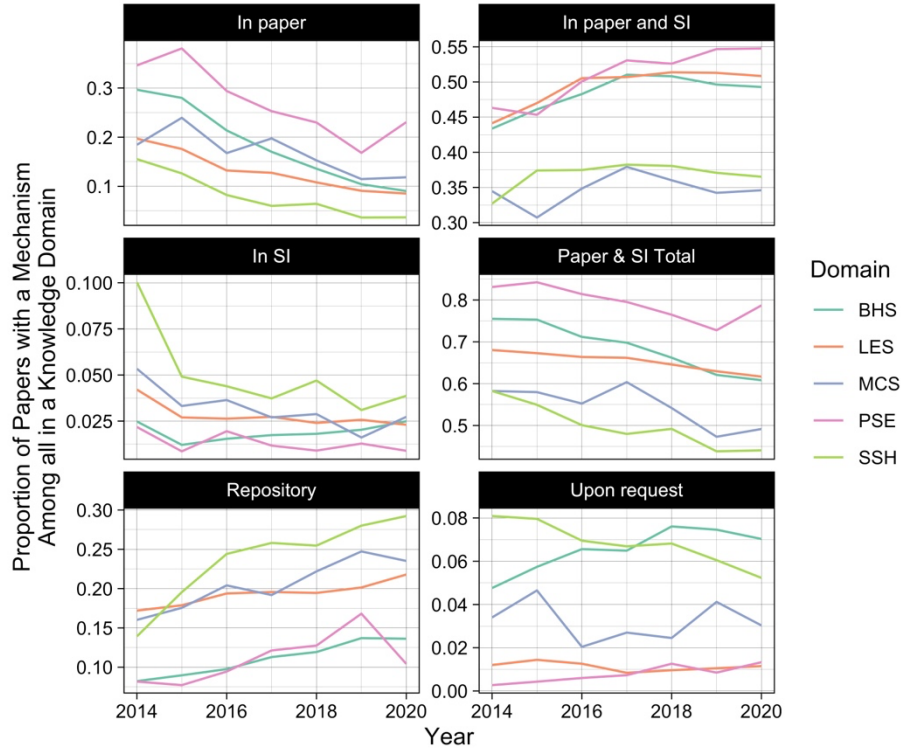 In paper
In paper and SI
0.3
0.2
0.1
0.55
0.50
0.45
0.40
0.35
0.30
In SI
Paper & SI Total
0.100
0.075
0.050
0.025
0.8
0.7
0.6
0.5
Repository
Upon request
0.30
0.25
0.20
0.15
0.10
0.08
0.06
0.04
0.02
0.00
2014 2016 2018 2020
2014 2016 2018 2020
Year
Proportion of Papers with a Mechanism
Among all in a Knowledge Domain
Domain
BHS
LES
MCS
PSE
SSH